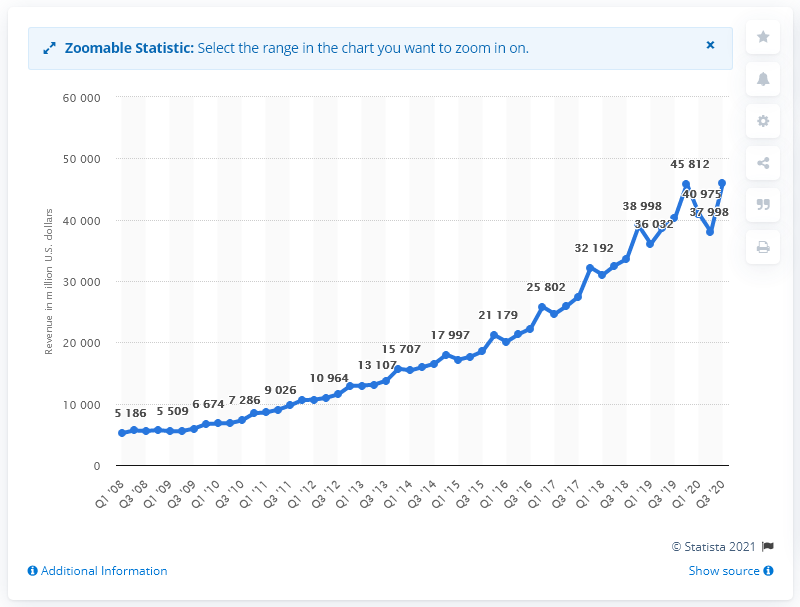 Zoomable Statistic: Select the range in the chart you want to zoom in on.
×
Revenue in million U.S. dollars
60 000
50 000
40 000
30 000
20 000
10 000
0
5 186
5 509
6 674
7 286
9 026
10 964
13 107
15 707
17 997
21 179
25 802
32 192
38 998
36 032
45 812
40 975
37 998
Q1 '08
Q3 '08
Q1 '09
Q3 '09
Q1 '10
Q3 '10
Q1 '11
Q3 '11
Q1 '12
Q3 '12
Q1 '13
Q3 '13
Q1 '14
Q3 '14
Q1 '15
Q3 '15
Q1 '16
Q3 '16
Q1 '17
Q3 '17
Q1 '18
Q3 '18
Q1 '19
Q3 '19
Q1 '20
Q3 '20
© Statista 2021
Additional Information
Show source